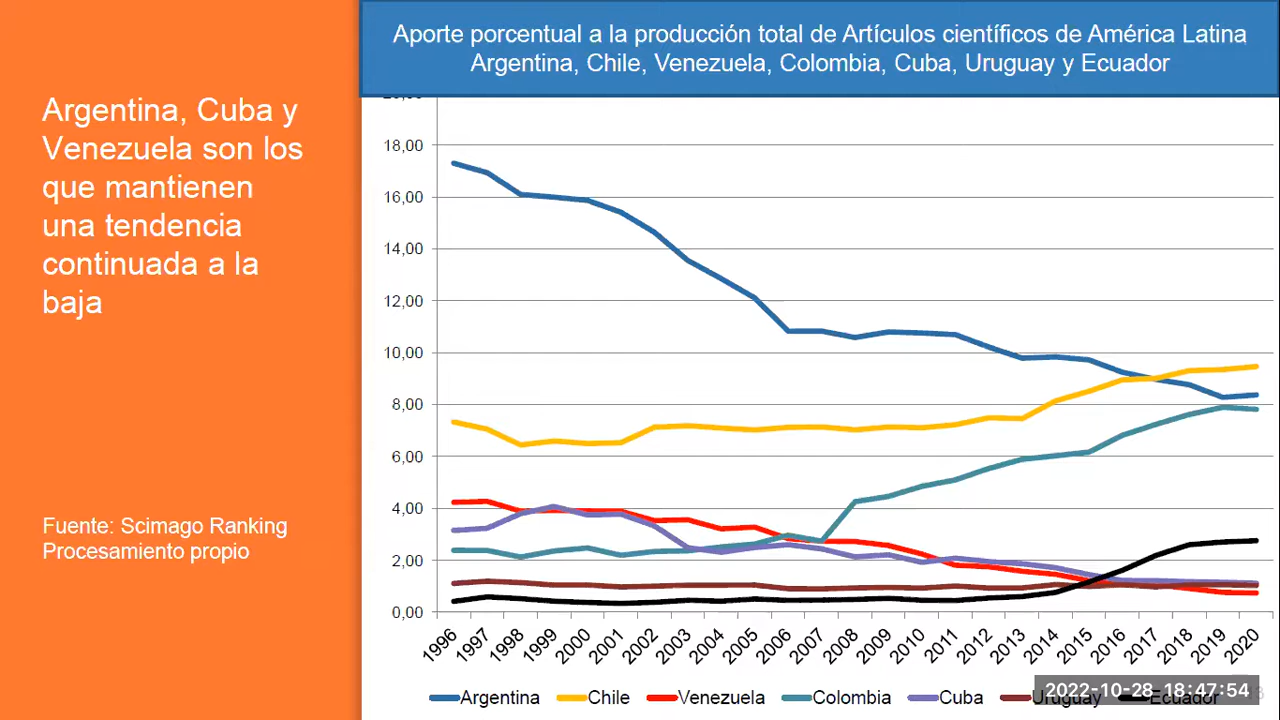 Aporte porcentual a la producción total de Artículos científicos de América Latina
Argentina, Chile, Venezuela, Colombia, Cuba, Uruguay y Ecuador
Argentina, Cuba y
Venezuela son los
que mantienen
una tendencia
continuada a la
baja
Fuente: Scimago Ranking
Procesamiento propio
20,00
18,00
16,00
14,00
12,00
10,00
8,00
6,00
4,00
2,00
0,00
1996 1997 1998 1999 2000 2001 2002 2003 2004 2005 2006 2007 2008 2009 2010 2011 2012 2013 2014 2015 2016 2017 2018 2019 2020
Argentina Chile Venezuela Colombia Cuba Uruguay Ecuador
2022-10-28 18:47:54